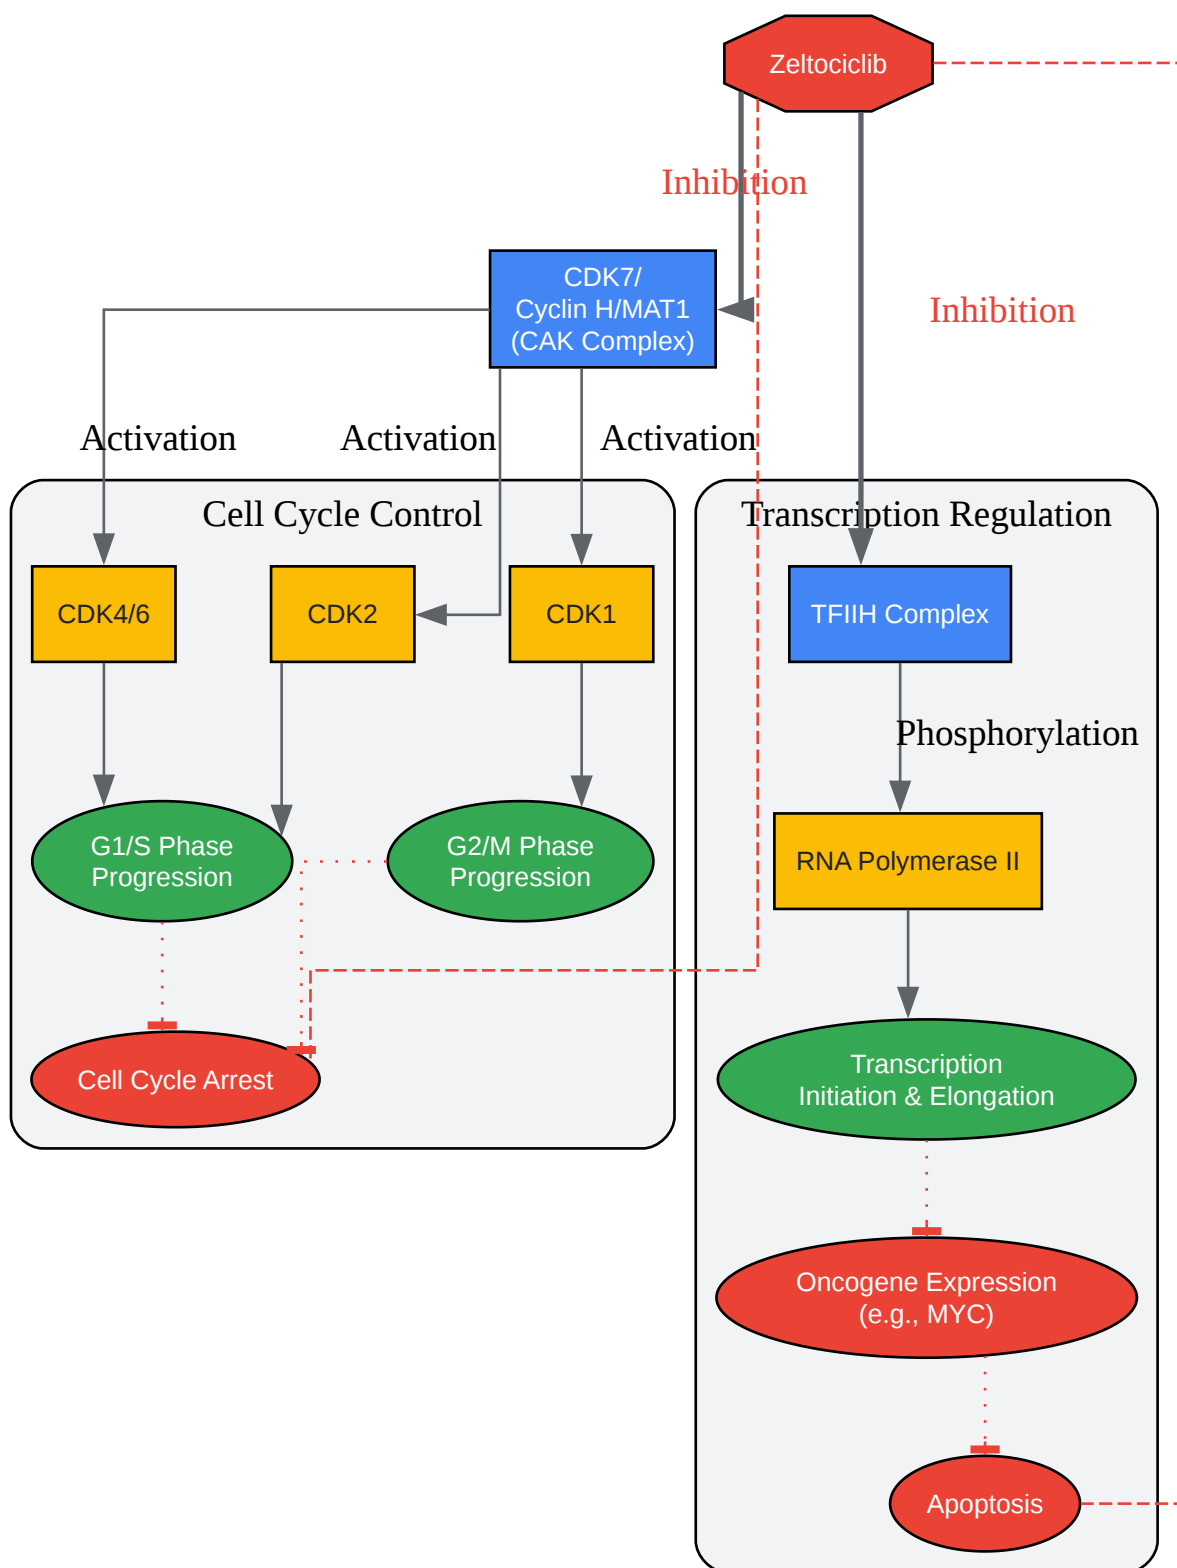 Zeltociclib
Inhibition
CDK7/
Cyclin H/MAT1
(CAK Complex)
Inhibition
Activation
Activation
Activation
Cell Cycle Control
Transcription Regulation
CDK4/6
CDK2
CDK1
TFIIH Complex
Phosphorylation
G1/S Phase
Progression
G2/M Phase
Progression
RNA Polymerase II
Cell Cycle Arrest
Transcription
Initiation & Elongation
Oncogene Expression
(e.g., MYC)
Apoptosis